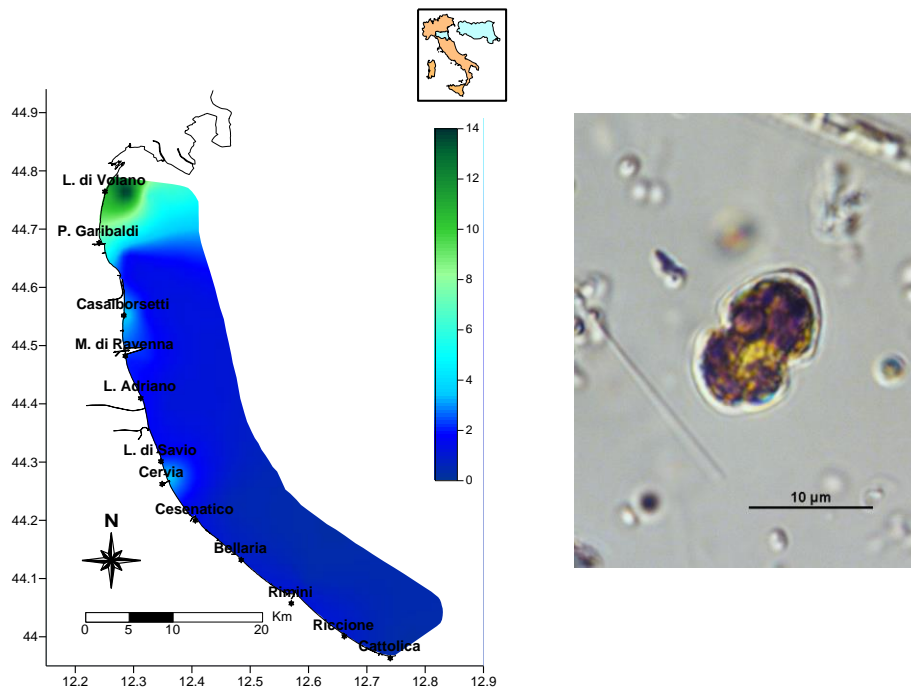 44.9
44.8
44.7
44.6
44.5
44.4
44.3
44.2
44.1
44
L. di Volano
P. Garibaldi
Casalborsetti
M. di Ravenna
L. Adriano
L. di Savio
Cervia
Cesenatico
Bellaria
Rimini
Riccione
Cattolica
N
0 5 10 20 Km
12.2 12.3 12.4 12.5 12.6 12.7 12.8 12.9
14
12
10
8
6
4
2
0
10 µm